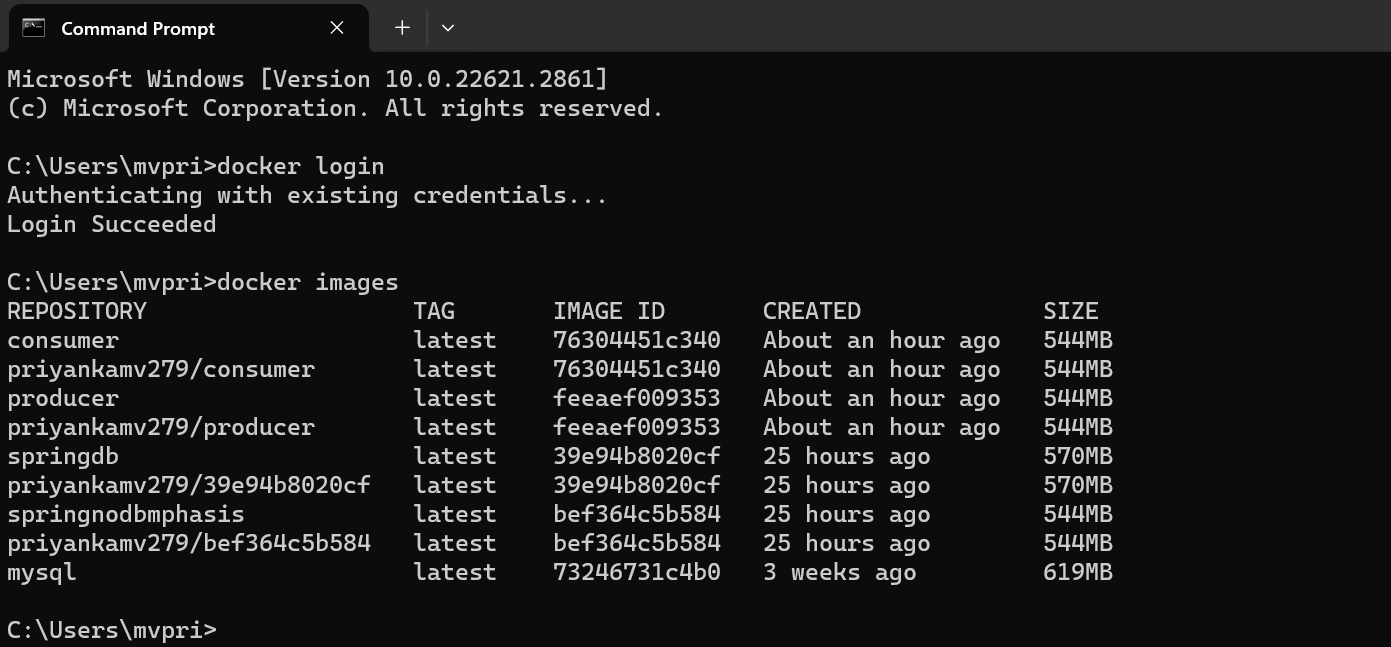 Command Prompt
Microsoft Windows [Version 10.0.22621.2861]
(c) Microsoft Corporation. All rights reserved.
C:\Users\mvpri>docker login
Authenticating with existing credentials...
Login Succeeded
C:\Users\mvpri>docker images
REPOSITORY                   TAG       IMAGE ID       CREATED             SIZE
consumer                     latest    76304451c340   About an hour ago   544MB
priyankamv279/consumer       latest    76304451c340   About an hour ago   544MB
producer                     latest    feeaef009353   About an hour ago   544MB
priyankamv279/producer       latest    feeaef009353   About an hour ago   544MB
springdb                     latest    39e94b8020cf   25 hours ago        570MB
priyankamv279/39e94b8020cf   latest    39e94b8020cf   25 hours ago        570MB
springnodbmphasis            latest    bef364c5b584   25 hours ago        544MB
priyankamv279/bef364c5b584   latest    bef364c5b584   25 hours ago        544MB
mysql                        latest    73246731c4b0   3 weeks ago         619MB
C:\Users\mvpri>